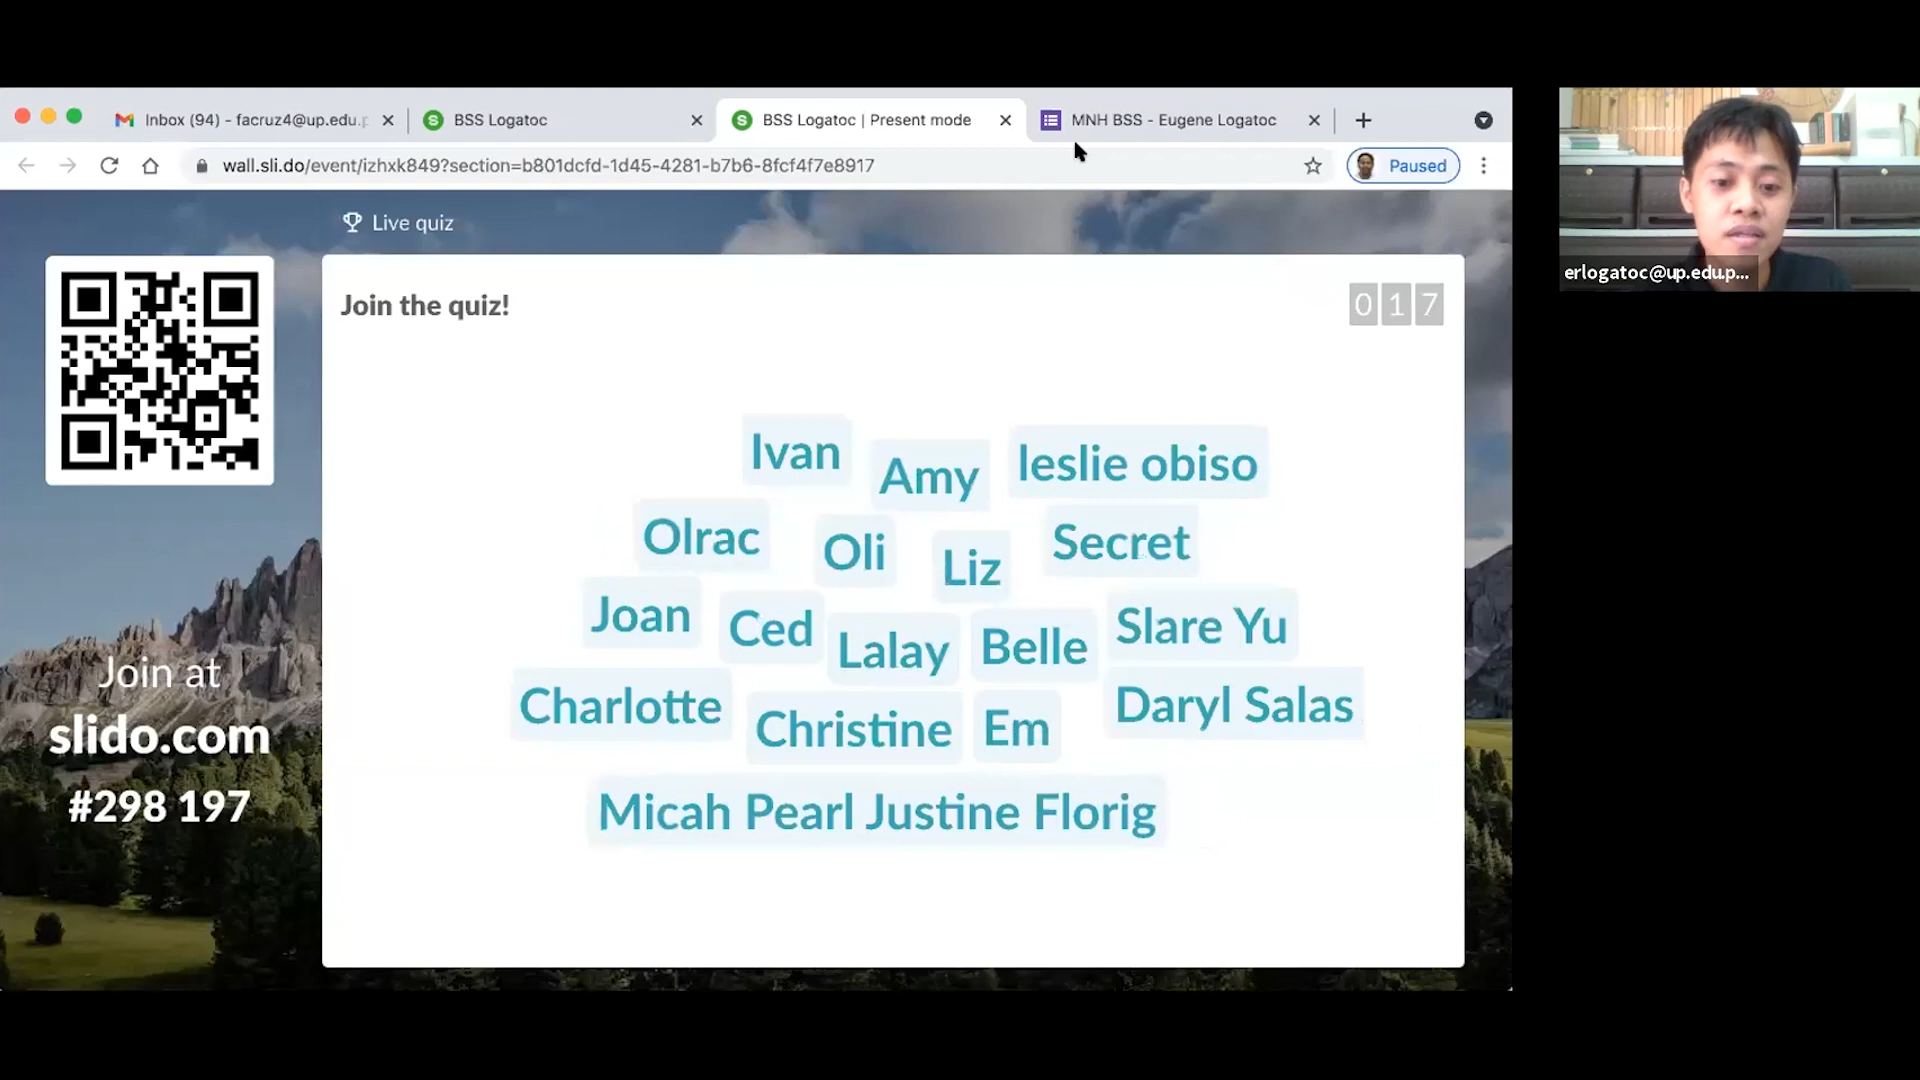 Inbox (94) - facruz4@up.edu.p
BSS Logatoc
BSS Logatoc | Present mode
MNH BSS - Eugene Logatoc
wall.sli.do/event/izhxk849?section=b801dcfd-1d45-4281-b7b6-8fcf4f7e8917
Paused
Live quiz
Join the quiz!
017
Ivan
Amy
leslie obiso
Olrac
Oli
Liz
Secret
Joan
Ced
Lalay
Belle
Slare Yu
Charlotte
Christine
Em
Daryl Salas
Micah Pearl Justine Florig
Join at
slido.com
#298 197
erlogatoc@up.edu.p...